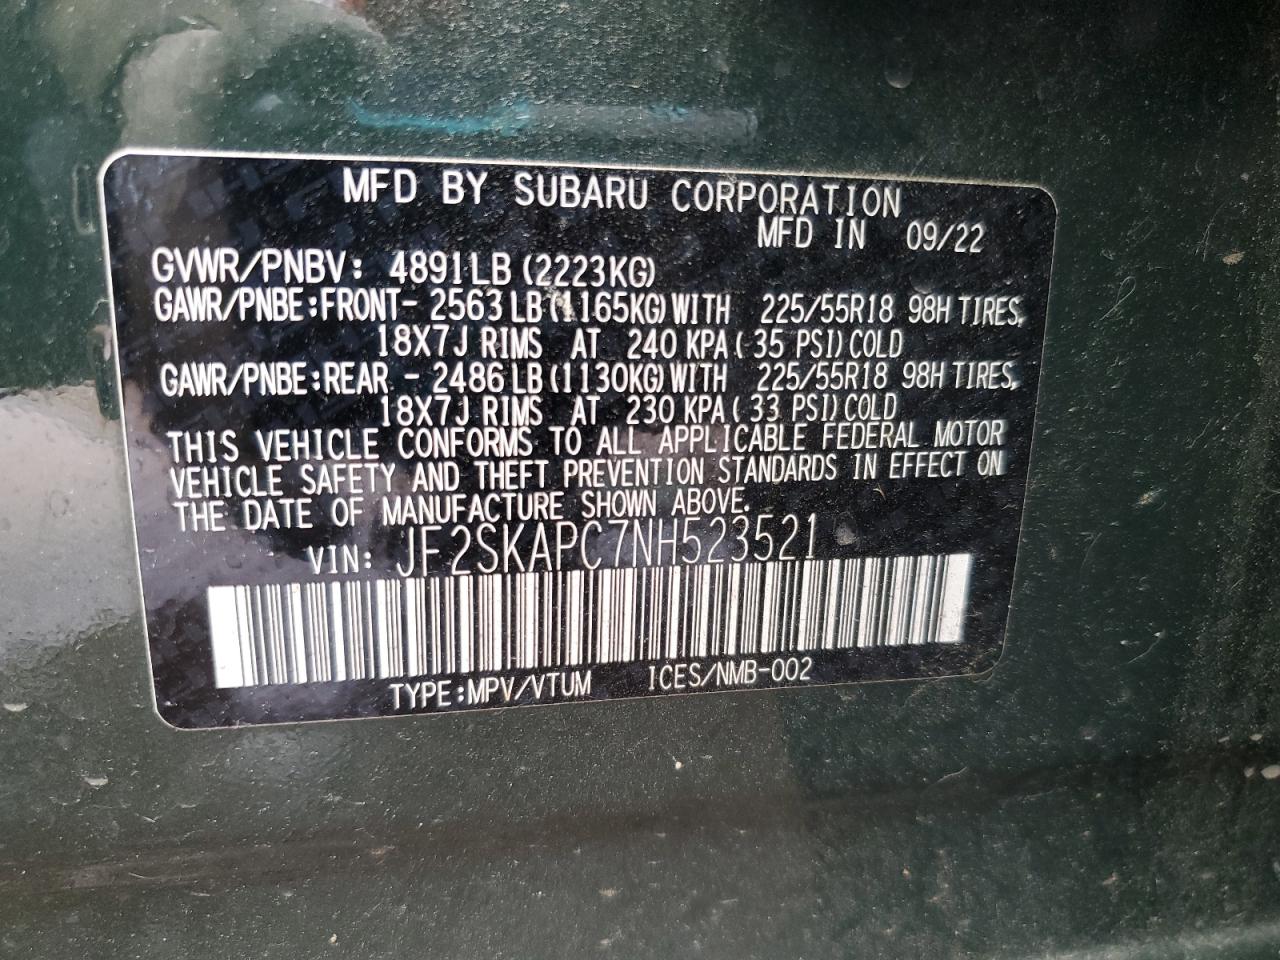 MFD BY SUBARU CORPORATION
MFD IN 09/22
GVWR/PNBV: 4891LB(2223KG)
GAWR/PNBE:FRONT- 2563LB(1165KG)WITH 225/55R18 98H TIRES,
18X7J RIMS AT 240 KPA( 35 PSI)COLD
GAWR/PNBE:REAR - 2486LB(1130KG)WITH 225/55R18 98H TIRES,
18X7J RIMS AT 230 KPA( 33 PSI)COLD
THIS VEHICLE CONFORMS TO ALL APPLICABLE FEDERAL MOTOR
VEHICLE SAFETY AND THEFT PREVENTION STANDARDS IN EFFECT ON
THE DATE OF MANUFACTURE SHOWN ABOVE.
VIN: JF2SKAPC7NH523521
TYPE:MPV/VTUM ICES/NMB-002